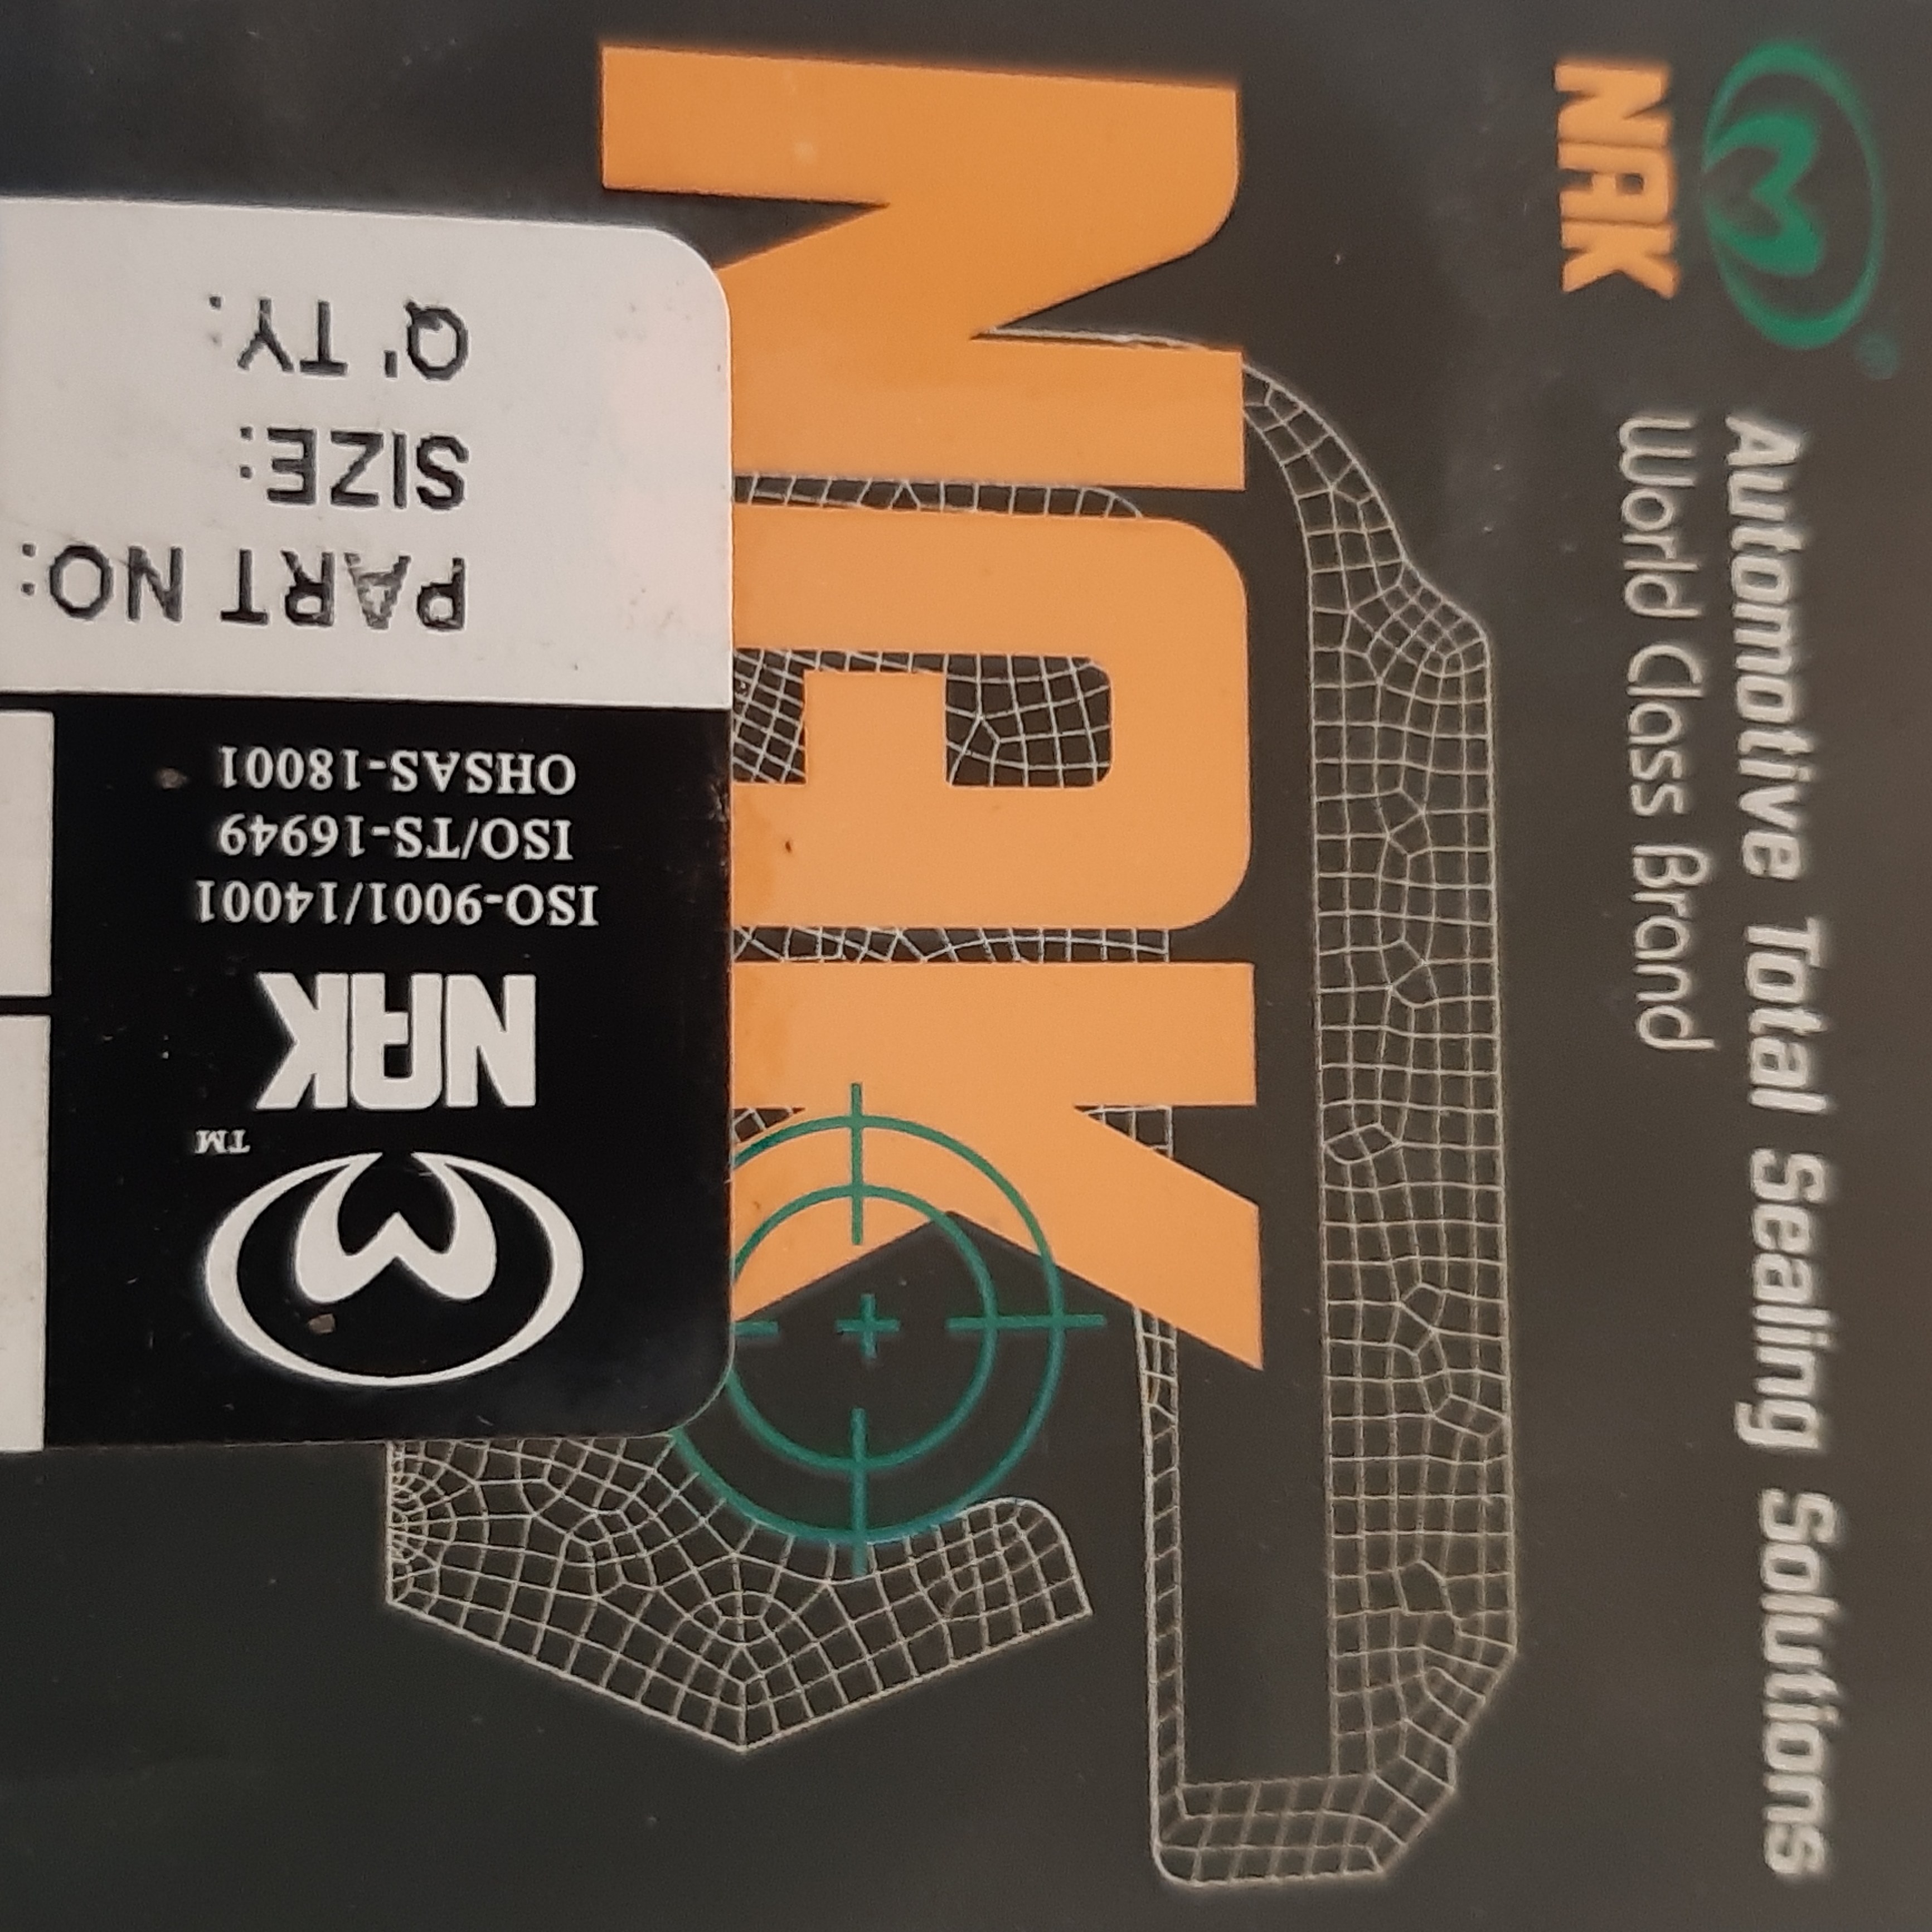 NAK
Automotive Total Sealing Solutions
World Class Brand
NAK
TM
NAK
ISO-9001/14001
ISO/TS-16949
OHSAS-18001
PART NO:
SIZE:
Q'TY: